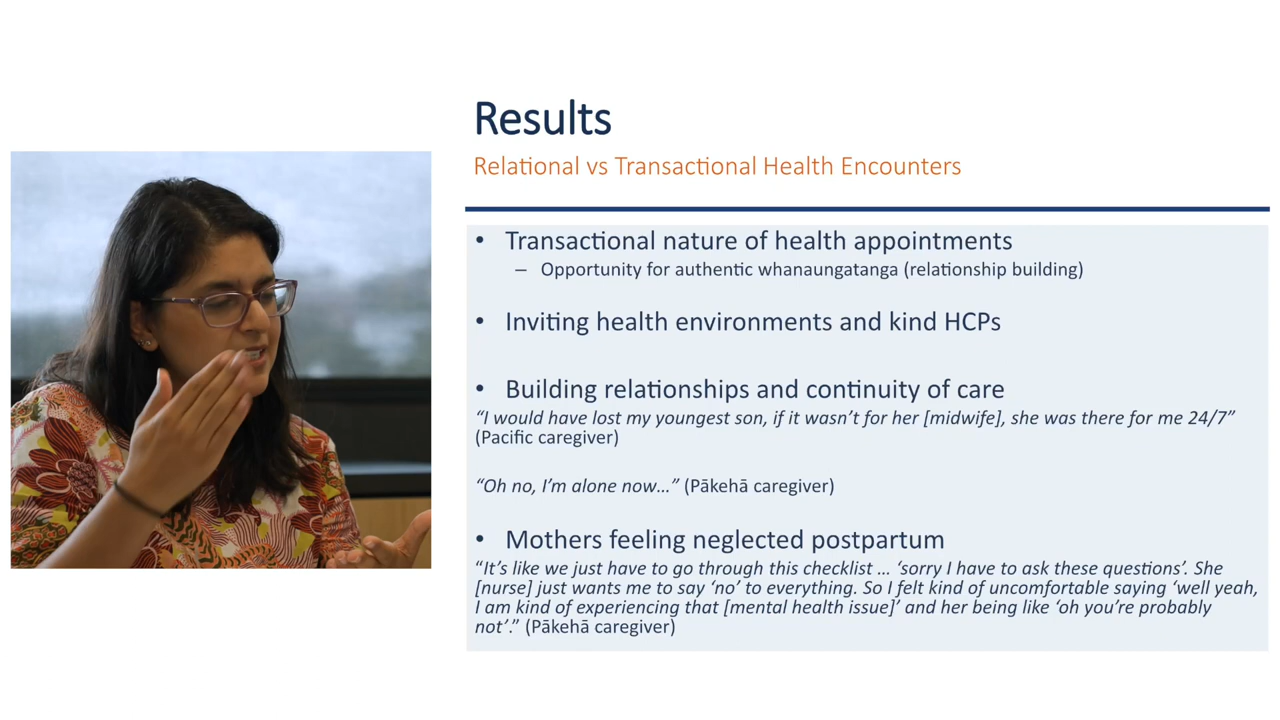 Results
Relational vs Transactional Health Encounters
• Transactional nature of health appointments
– Opportunity for authentic whanaungatanga (relationship building)
• Inviting health environments and kind HCPs
• Building relationships and continuity of care
“I would have lost my youngest son, if it wasn’t for her [midwife], she was there for me 24/7”
(Pacific caregiver)
“Oh no, I’m alone now…” (Pākehā caregiver)
• Mothers feeling neglected postpartum
“It’s like we just have to go through this checklist … ‘sorry I have to ask these questions’. She
[nurse] just wants me to say ‘no’ to everything. So I felt kind of uncomfortable saying ‘well yeah,
I am kind of experiencing that [mental health issue]’ and her being like ‘oh you’re probably
not’.” (Pākehā caregiver)